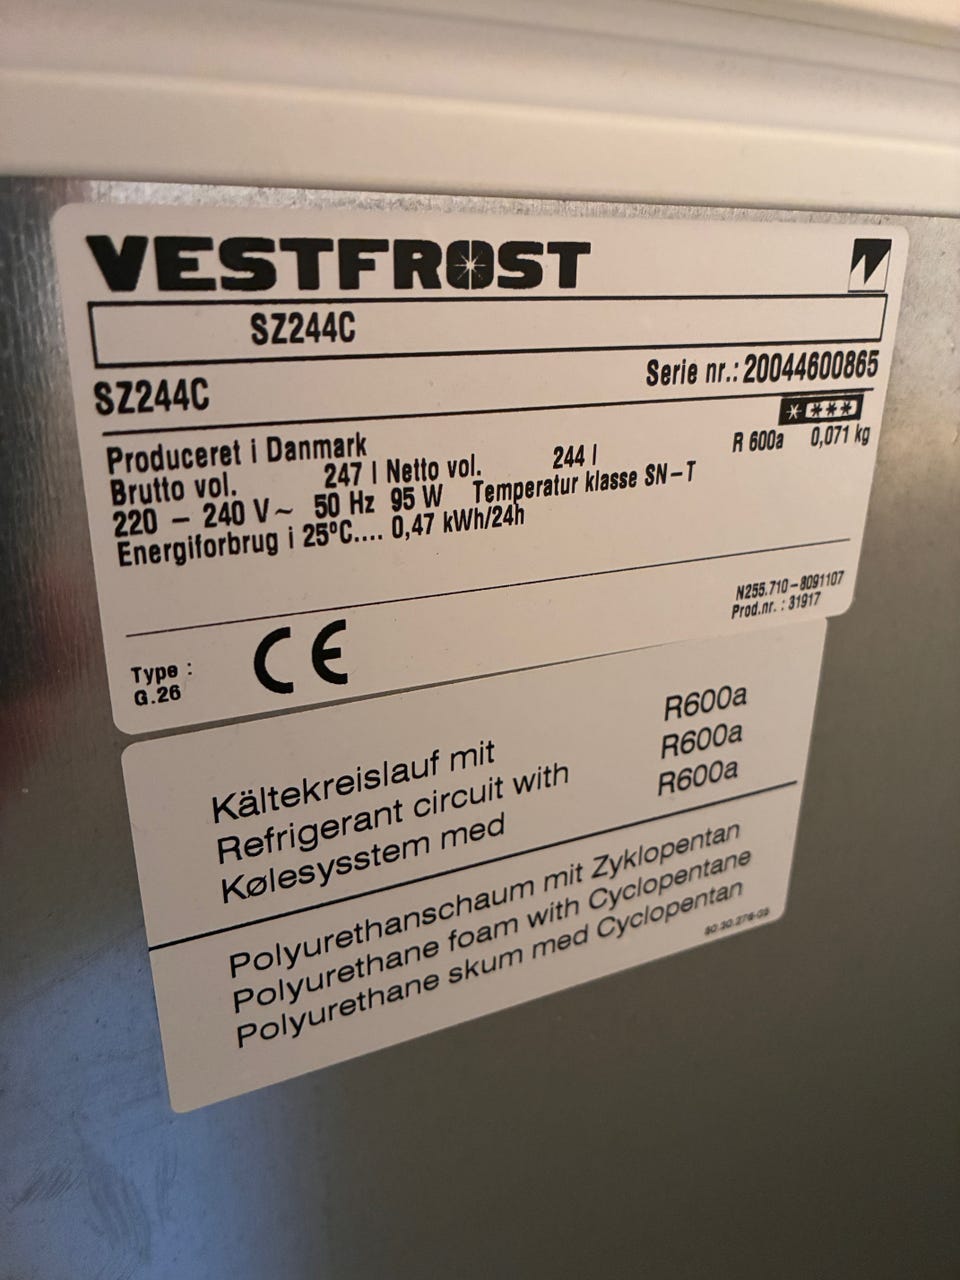 VESTFRØST
SZ244C
SZ244C Serie nr.: 20044600865
Produceret i Danmark R 600a 0,071 kg
Brutto vol. 247 l Netto vol. 244 l
220 – 240 V ~ 50 Hz 95 W Temperatur klasse SN–T
Energiforbrug i 25°C.... 0,47 kWh/24h
N255.710–8091107
Prod.nr. : 31917
Type :
G.26
CE
Kältekreislauf mit R600a
Refrigerant circuit with R600a
Kølesysstem med R600a
Polyurethanschaum mit Zyklopentan
Polyurethane foam with Cyclopentane
Polyurethane skum med Cyclopentan